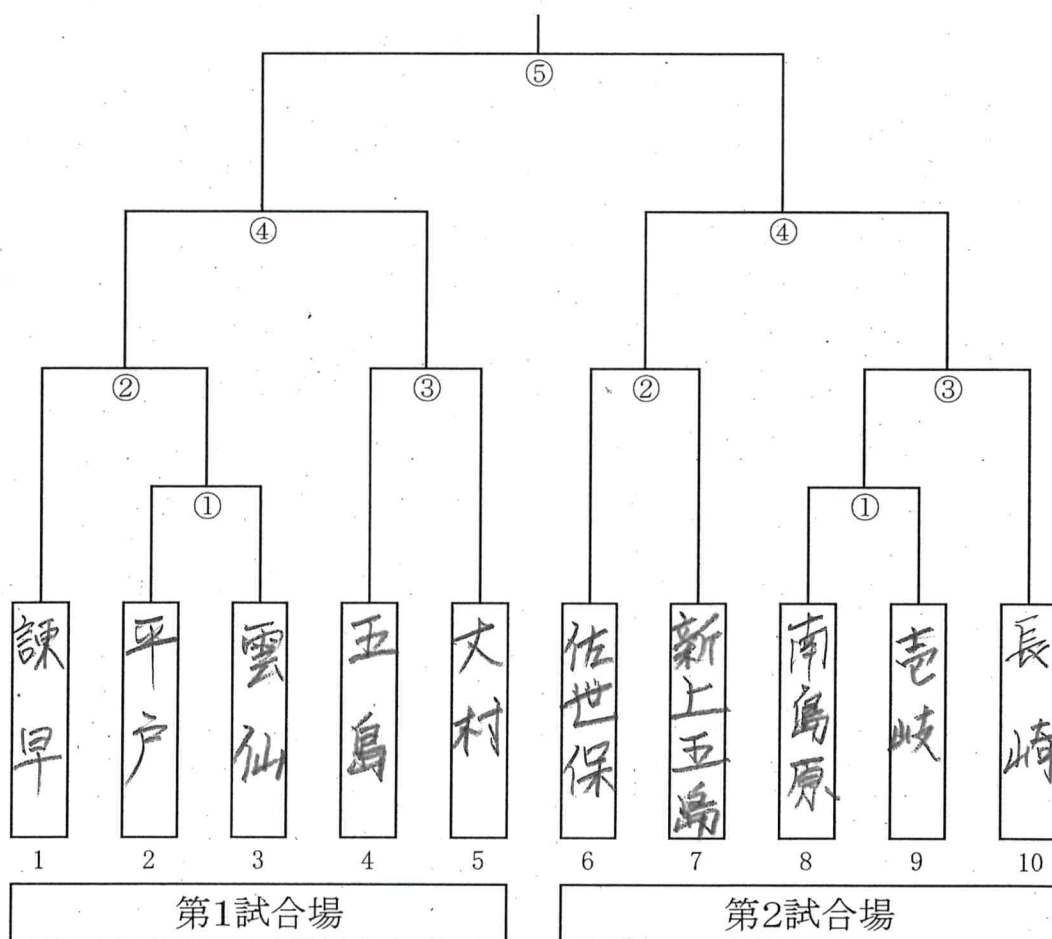 ⑤
④ ④
② ③ ② ③
① ①
諫早 平戸 雲仙 五島 大村 佐世保 新上五島 南島原 壱岐 長崎
1 2 3 4 5 6 7 8 9 10
第1試合場 第2試合場